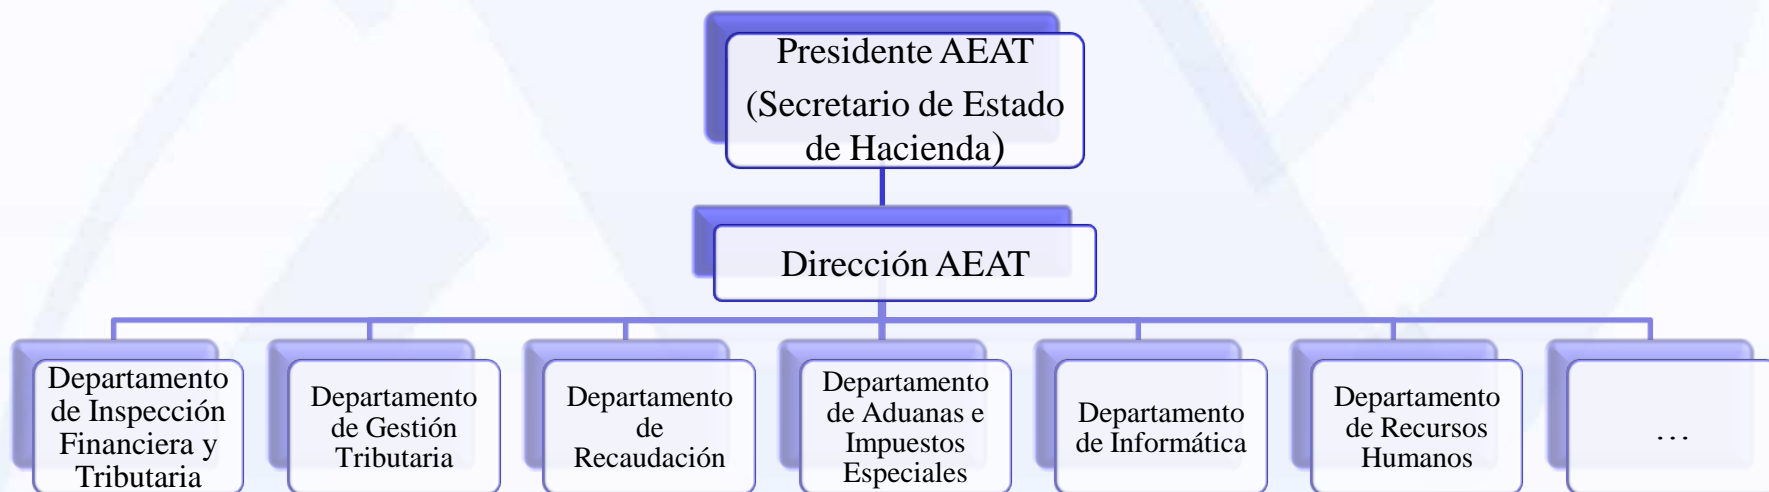 Presidente AEAT
(Secretario de Estado
de Hacienda)
Dirección AEAT
Departamento
de Inspección
Financiera y
Tributaria
Departamento
de Gestión
Tributaria
Departamento
de
Recaudación
Departamento
de Aduanas e
Impuestos
Especiales
Departamento
de Informática
Departamento
de Recursos
Humanos
…